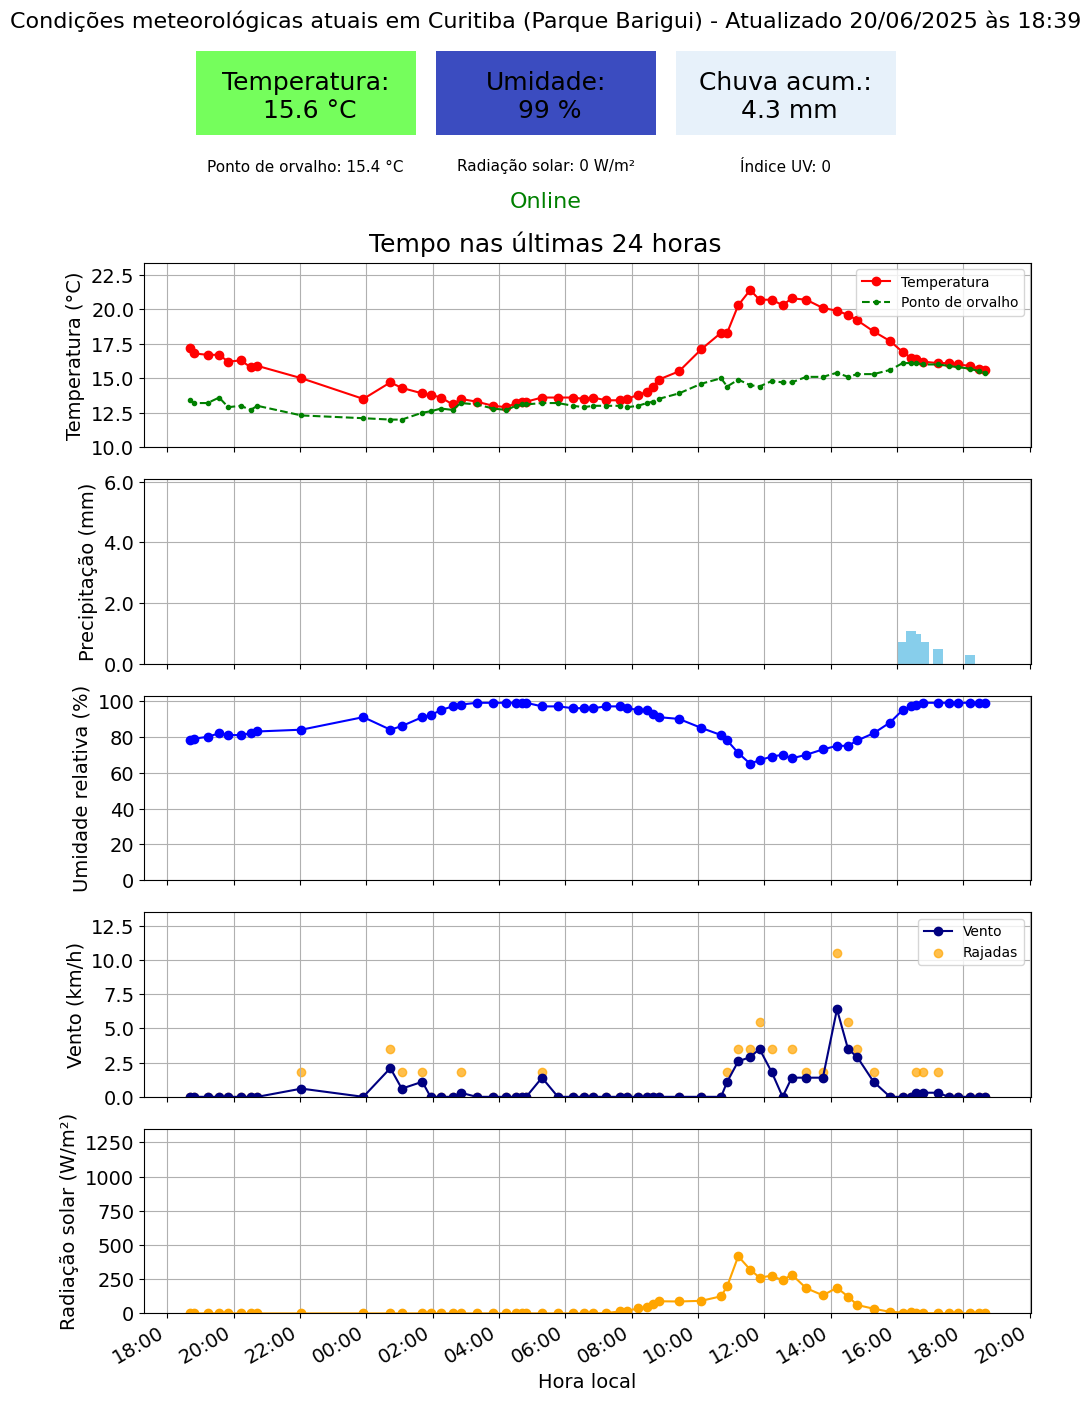 Condições meteorológicas atuais em Curitiba (Parque Barigui) - Atualizado 20/06/2025 às 18:39
Temperatura:
15.6 °C
Umidade:
99 %
Chuva acum.:
4.3 mm
Ponto de orvalho: 15.4 °C
Radiação solar: 0 W/m²
Índice UV: 0
Online
Tempo nas últimas 24 horas
Temperatura (°C)
22.5
20.0
17.5
15.0
12.5
10.0
Temperatura
Ponto de orvalho
Precipitação (mm)
6.0
4.0
2.0
0.0
Umidade relativa (%)
100
80
60
40
20
0
Vento (km/h)
12.5
10.0
7.5
5.0
2.5
0.0
Vento
Rajadas
Radiação solar (W/m²)
1250
1000
750
500
250
0
18:00
20:00
22:00
00:00
02:00
04:00
06:00
08:00
10:00
12:00
14:00
16:00
18:00
20:00
Hora local